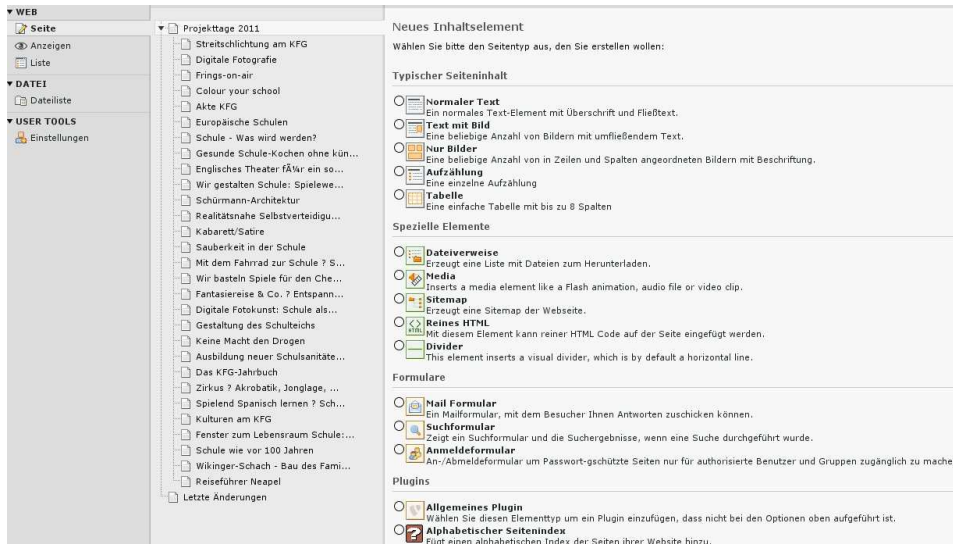 WEB
Seite
Anzeigen
Liste
DATEI
Dateiliste
USER TOOLS
Einstellungen
Projekttage 2011
Streitschlichtung am KFG
Digitale Fotografie
Frings-on-air
Colour your school
Akte KFG
Europäische Schulen
Schule - Was wird werden?
Gesunde Schule-Kochen ohne kün...
Englisches Theater fÃ¼r ein so...
Wir gestalten Schule: Spielewe...
Schürmann-Architektur
Realitätsnahe Selbstverteidigu...
Kabarett/Satire
Sauberkeit in der Schule
Mit dem Fahrrad zur Schule ? S...
Wir basteln Spiele für den Che...
Fantasiereise & Co. ? Entspann...
Digitale Fotokunst: Schule als...
Gestaltung des Schulteichs
Keine Macht den Drogen
Ausbildung neuer Schulsanitäte...
Das KFG-Jahrbuch
Zirkus ? Akrobatik, Jonglage, ...
Spielend Spanisch lernen ? Sch...
Kulturen am KFG
Fenster zum Lebensraum Schule:...
Schule wie vor 100 Jahren
Wikinger-Schach - Bau des Fami...
Reiseführer Neapel
Letzte Änderungen
Neues Inhaltselement
Wählen Sie bitte den Seitentyp aus, den Sie erstellen wollen:
Typischer Seiteninhalt
Normaler Text
Ein normales Text-Element mit Überschrift und Fließtext.
Text mit Bild
Eine beliebige Anzahl von Bildern mit umfließendem Text.
Nur Bilder
Eine beliebige Anzahl von in Zeilen und Spalten angeordneten Bildern mit Beschriftung.
Aufzählung
Eine einzelne Aufzählung
Tabelle
Eine einfache Tabelle mit bis zu 8 Spalten
Spezielle Elemente
Dateiverweise
Erzeugt eine Liste mit Dateien zum Herunterladen.
Media
Inserts a media element like a Flash animation, audio file or video clip.
Sitemap
Erzeugt eine Sitemap der Webseite.
HTML
Reines HTML
Mit diesem Element kann reiner HTML Code auf der Seite eingefügt werden.
Divider
This element inserts a visual divider, which is by default a horizontal line.
Formulare
Mail Formular
Ein Mailformular, mit dem Besucher Ihnen Antworten zuschicken können.
Suchformular
Zeigt ein Suchformular und die Suchergebnisse, wenn eine Suche durchgeführt wurde.
Anmeldeformular
An-/Abmeldeformular um Passwort-gschützte Seiten nur für authorisierte Benutzer und Gruppen zugänglich zu mache
Plugins
Allgemeines Plugin
Wählen Sie diesen Elementtyp um ein Plugin einzufügen, dass nicht bei den Optionen oben aufgeführt ist.
Alphabetischer Seitenindex
Fügt einen alphabetischen Index der Seiten ihrer Website hinzu.